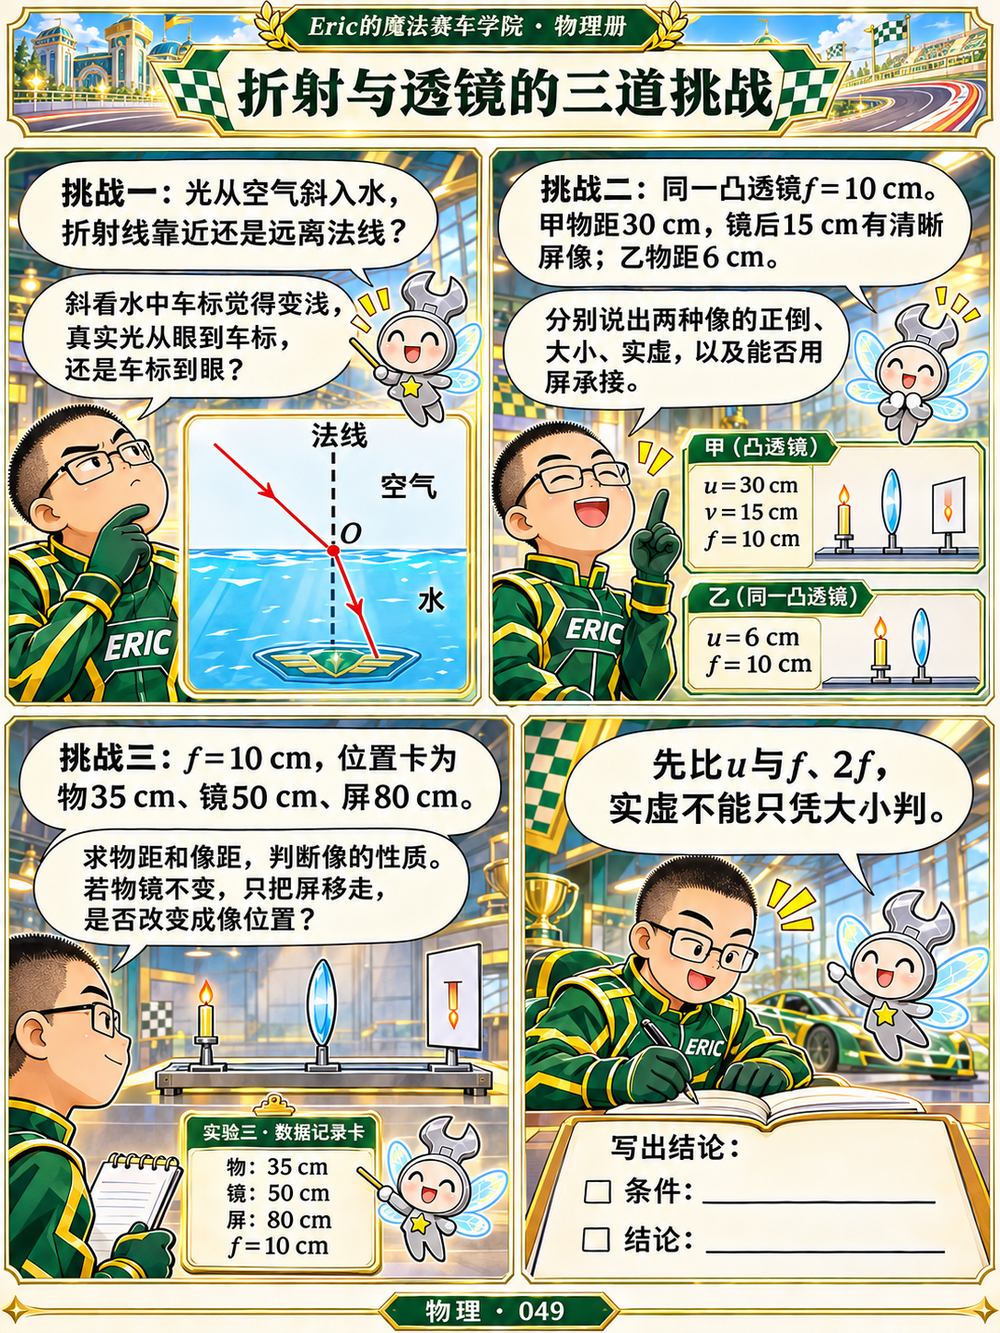 Eric的魔法赛车学院 · 物理册
折射与透镜的三道挑战
挑战一：光从空气斜入水，
折射线靠近还是远离法线？
斜看水中车标觉得变浅，
真实光从眼到车标，
还是车标到眼？
法线
空气
O
水
ERIC
挑战二：同一凸透镜f=10 cm。
甲物距30 cm，镜后15 cm有清晰
屏像；乙物距6 cm。
分别说出两种像的正倒、
大小、实虚，以及能否用
屏承接。
甲（凸透镜）
u=30 cm
v=15 cm
f=10 cm
乙（同一凸透镜）
u=6 cm
f=10 cm
ERIC
挑战三：f=10 cm，位置卡为
物35 cm、镜50 cm、屏80 cm。
求物距和像距，判断像的性质。
若物镜不变，只把屏移走，
是否改变成像位置？
实验三·数据记录卡
物：35 cm
镜：50 cm
屏：80 cm
f=10 cm
先比u与f、2f，
实虚不能只凭大小判。
ERIC
写出结论：
条件：
结论：
物理 · 049